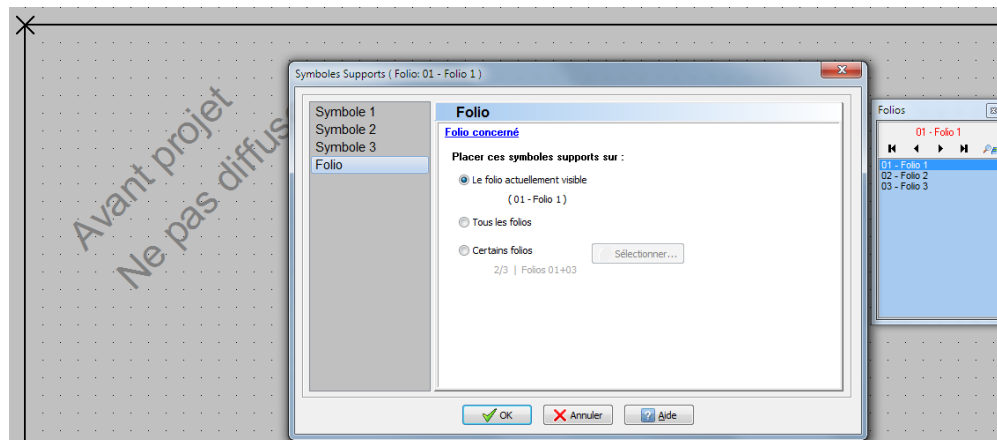 Avant projet
Ne pas diffus
Symboles Supports ( Folio: 01 - Folio 1 )
Symbole 1
Symbole 2
Symbole 3
Folio
Folio
Folio concerné
Placer ces symboles supports sur :
Le folio actuellement visible
( 01 - Folio 1 )
Tous les folios
Certains folios
Sélectionner...
2/3 | Folios 01+03
OK
Annuler
Aide
Folios
01 - Folio 1
01 - Folio 1
02 - Folio 2
03 - Folio 3